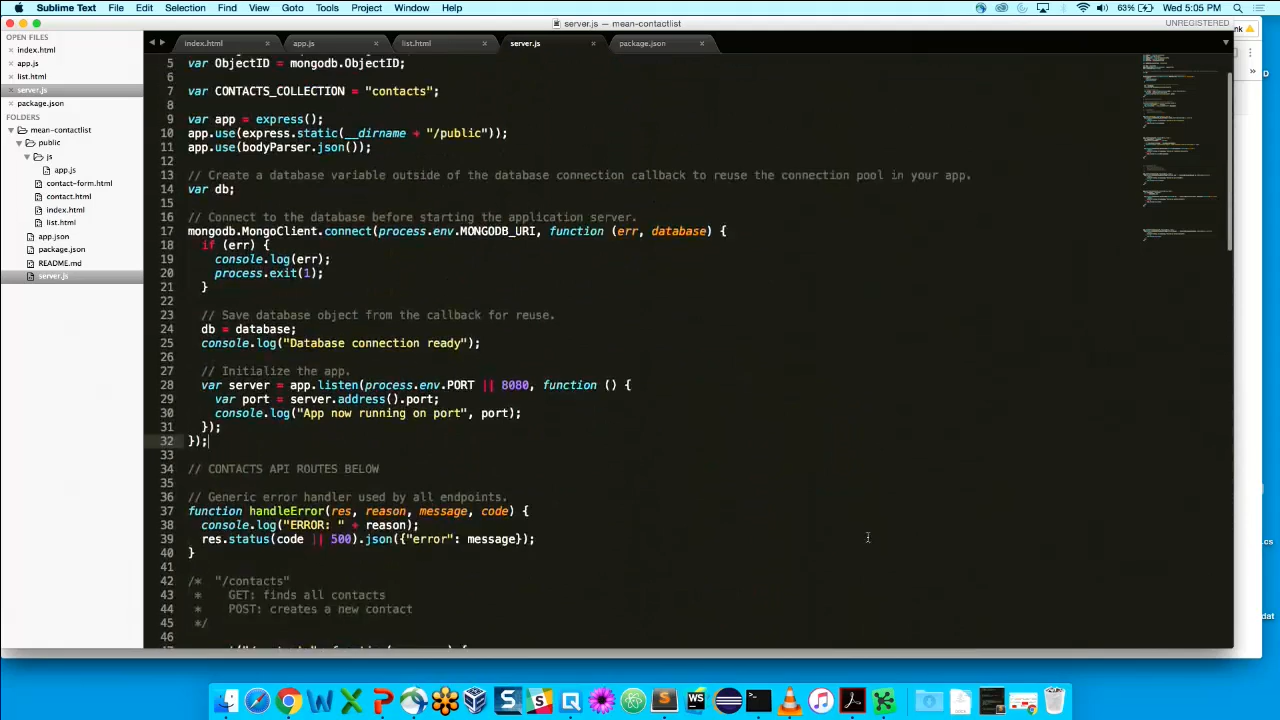 Sublime Text File Edit Selection Find View Goto Tools Project Window Help 63% Wed 5:05 PM
server.js — mean-contactlist UNREGISTERED
OPEN FILES
index.html
app.js
list.html
server.js
package.json
FOLDERS
mean-contactlist
public
js
app.js
contact-form.html
contact.html
index.html
list.html
app.json
package.json
README.md
server.js
index.html app.js list.html server.js package.json
5 var ObjectID = mongodb.ObjectID;
6
7 var CONTACTS_COLLECTION = "contacts";
8
9 var app = express();
10 app.use(express.static(__dirname + "/public"));
11 app.use(bodyParser.json());
12
13 // Create a database variable outside of the database connection callback to reuse the connection pool in your app.
14 var db;
15
16 // Connect to the database before starting the application server.
17 mongodb.MongoClient.connect(process.env.MONGODB_URI, function (err, database) {
18 if (err) {
19 console.log(err);
20 process.exit(1);
21 }
22
23 // Save database object from the callback for reuse.
24 db = database;
25 console.log("Database connection ready");
26
27 // Initialize the app.
28 var server = app.listen(process.env.PORT || 8080, function () {
29 var port = server.address().port;
30 console.log("App now running on port", port);
31 });
32 });
33
34 // CONTACTS API ROUTES BELOW
35
36 // Generic error handler used by all endpoints.
37 function handleError(res, reason, message, code) {
38 console.log("ERROR: " + reason);
39 res.status(code || 500).json({"error": message});
40 }
41
42 /* "/contacts"
43 * GET: finds all contacts
44 * POST: creates a new contact
45 */
46
nk
.cs
dat